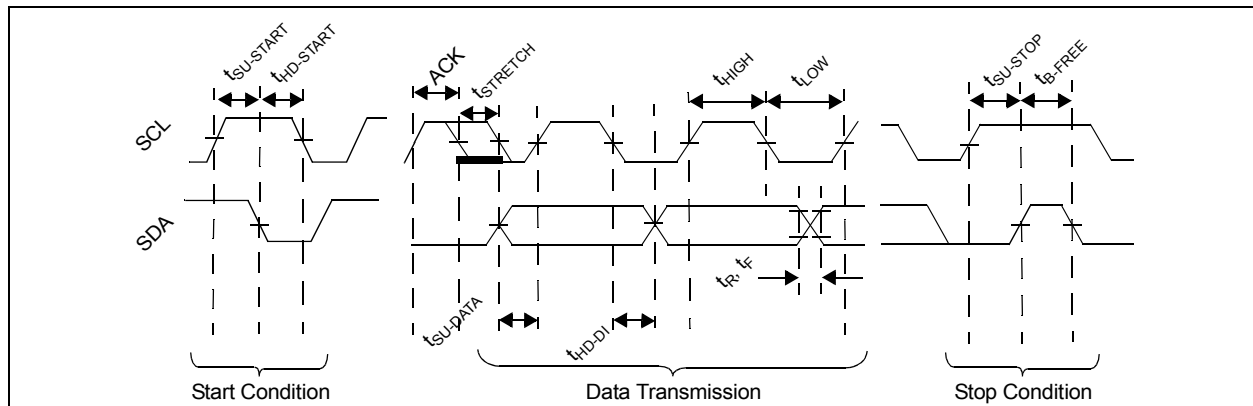 tSU-START
tHD-START
ACK
tSTRETCH
tHIGH
tLOW
tSU-STOP
tB-FREE
SCL
SDA
tR, tF
tSU-DATA
tHD-DI
Start Condition
Data Transmission
Stop Condition